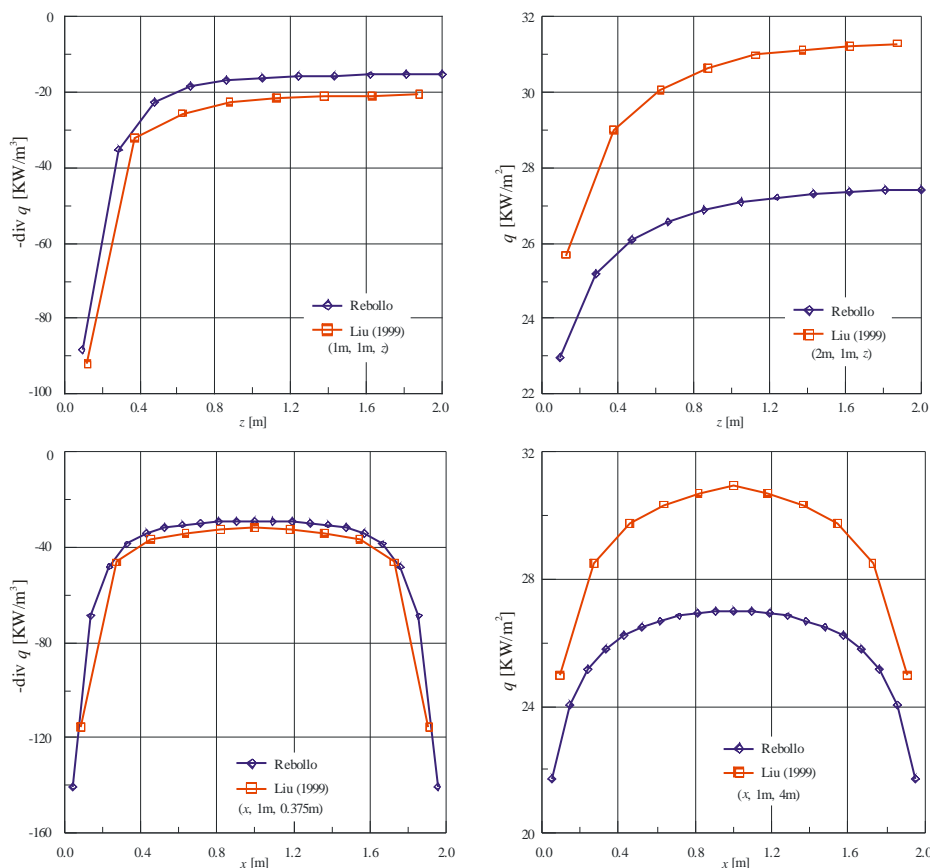 0
-20
-40
-60
-80
-100
-div q [KW/m³]
0.0 0.4 0.8 1.2 1.6 2.0
z [m]
Rebollo
Liu (1999)
(1m, 1m, z)
32
30
28
26
24
22
q [KW/m²]
0.0 0.4 0.8 1.2 1.6 2.0
z [m]
Rebollo
Liu (1999)
(2m, 1m, z)
0
-40
-80
-120
-160
-div q [KW/m³]
0.0 0.4 0.8 1.2 1.6 2.0
x [m]
Rebollo
Liu (1999)
(x, 1m, 0.375m)
32
28
24
20
q [KW/m²]
0.0 0.4 0.8 1.2 1.6 2.0
x [m]
Rebollo
Liu (1999)
(x, 1m, 4m)